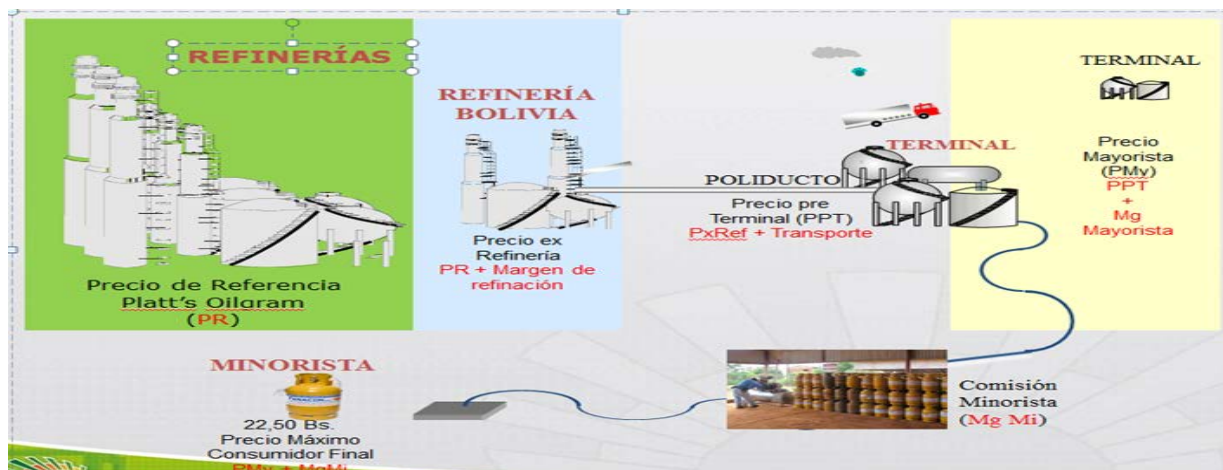 REFINERÍAS
Precio de Referencia
Platt's Oilgram
(PR)
REFINERÍA
BOLIVIA
Precio ex
Refinería
PR + Margen de
refinación
POLIDUCTO
Precio pre
Terminal (PPT)
PxRef + Transporte
TERMINAL
TERMINAL
Precio
Mayorista
(PMy)
PPT
+
Mg
Mayorista
Comisión
Minorista
(Mg Mi)
MINORISTA
22,50 Bs.
Precio Máximo
Consumidor Final
PMy + MgMi